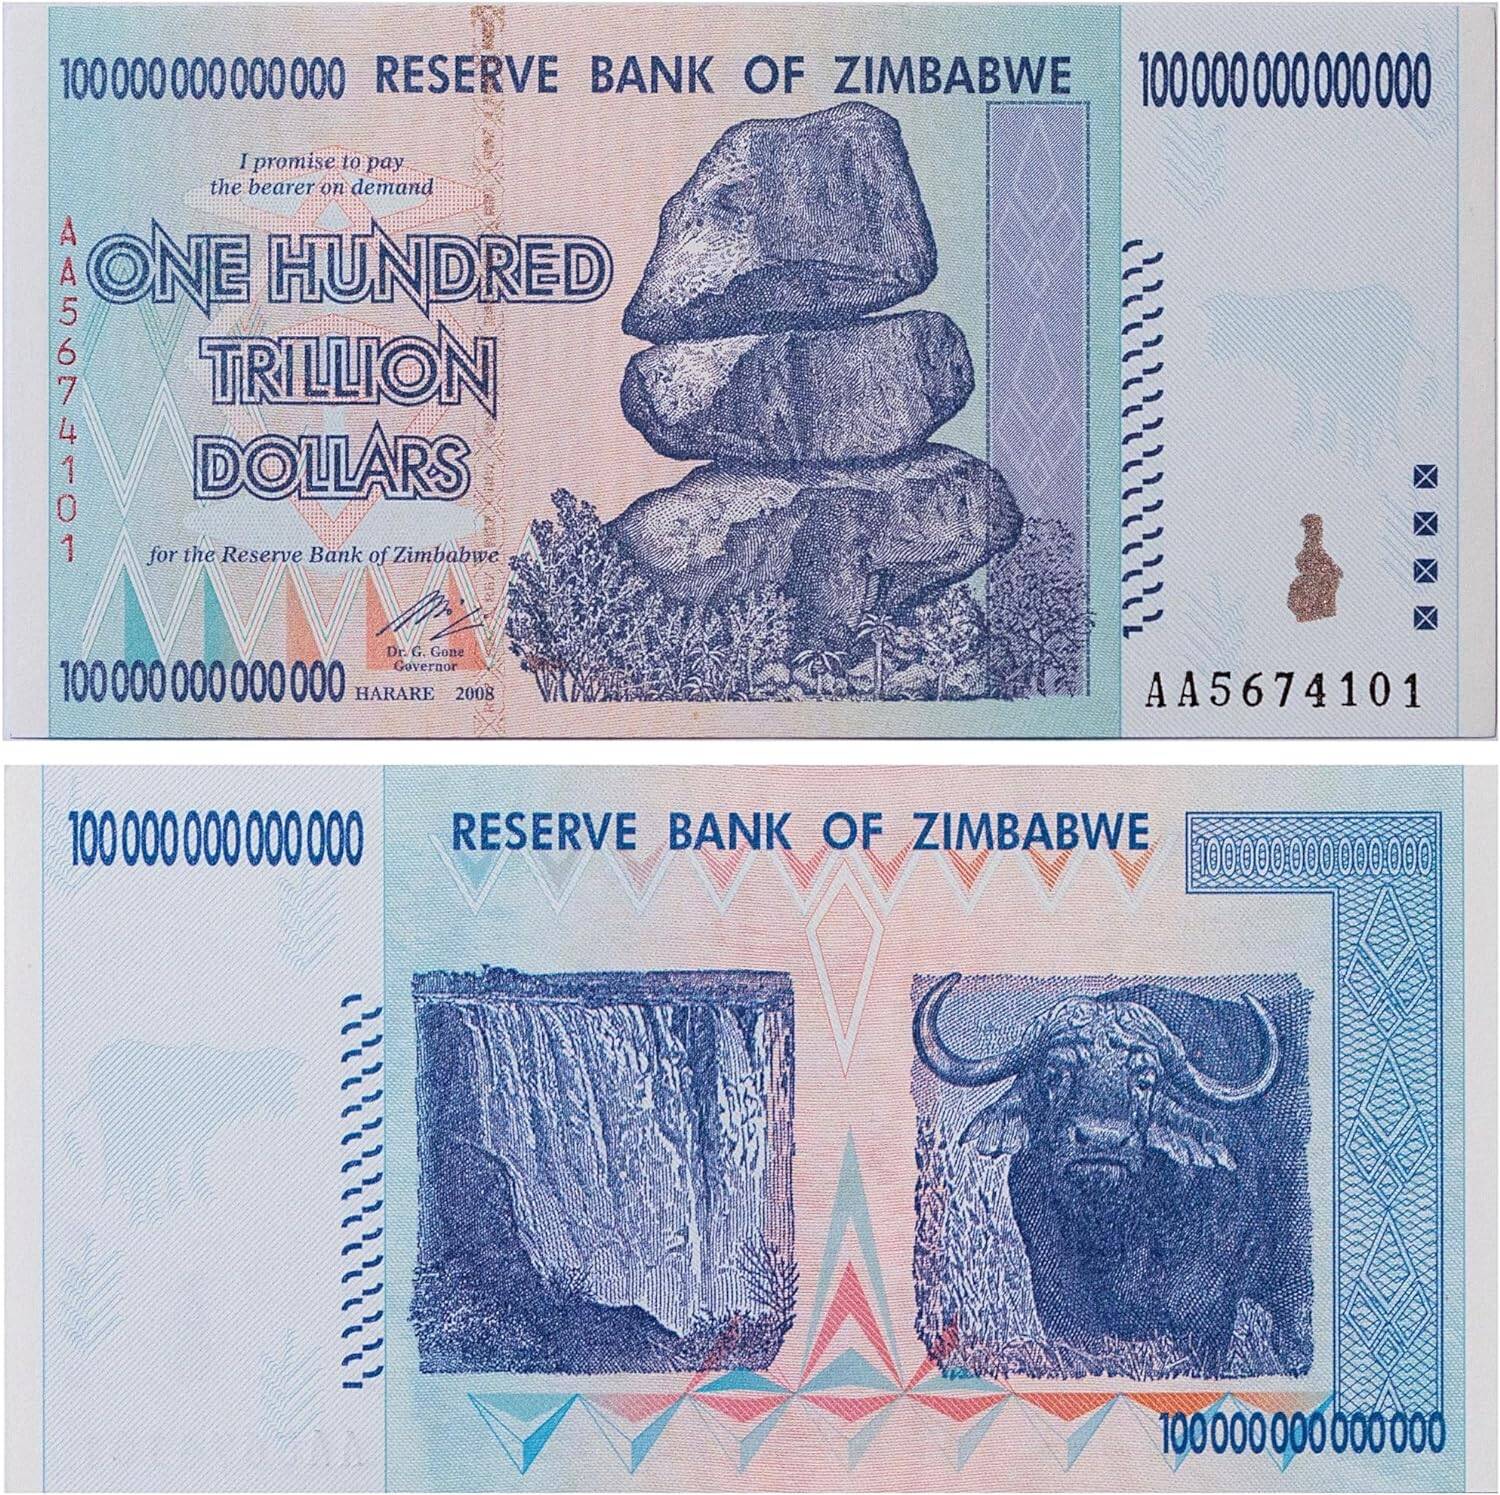 100 000 000 000 000 RESERVE BANK OF ZIMBABWE 100 000 000 000 000
I promise to pay
the bearer on demand
ONE HUNDRED
TRILLION
DOLLARS
for the Reserve Bank of Zimbabwe
Dr. G. Gono
Governor
100 000 000 000 000 HARARE 2008
AA5674101
AA5674101
100 000 000 000 000 RESERVE BANK OF ZIMBABWE 100 000 000 000 000
100 000 000 000 000